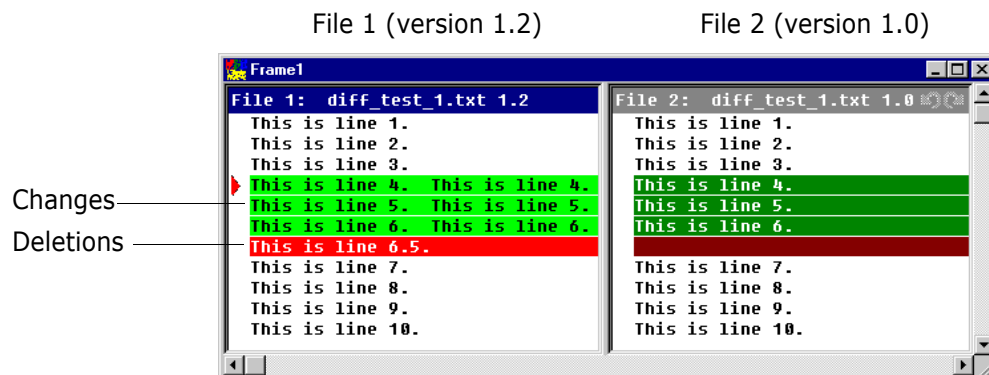 File 1 (version 1.2)
File 2 (version 1.0)
Frame1
File 1:  diff_test_1.txt 1.2
This is line 1.
This is line 2.
This is line 3.
This is line 4.  This is line 4.
This is line 5.  This is line 5.
This is line 6.  This is line 6.
This is line 6.5.
This is line 7.
This is line 8.
This is line 9.
This is line 10.
File 2:  diff_test_1.txt 1.0
This is line 1.
This is line 2.
This is line 3.
This is line 4.
This is line 5.
This is line 6.
This is line 7.
This is line 8.
This is line 9.
This is line 10.
Changes
Deletions